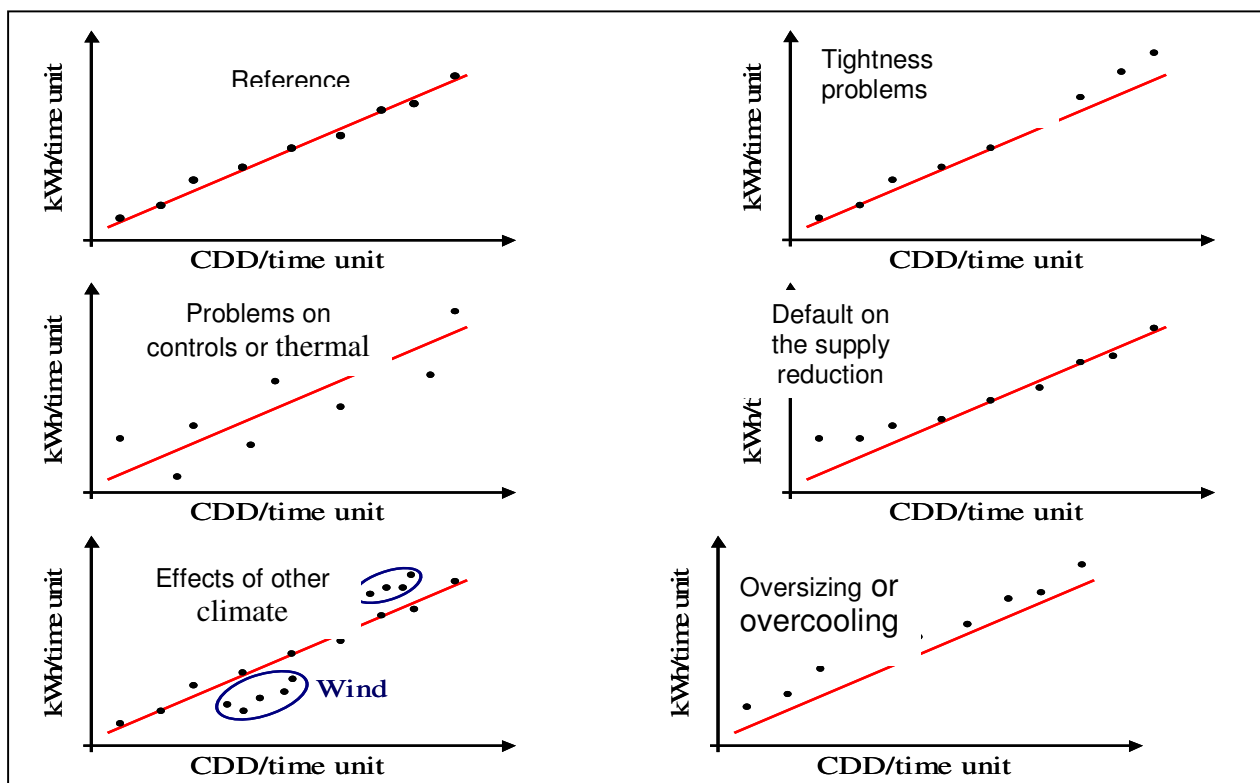 Reference
kWh/time unit
CDD/time unit
Tightness
problems
kWh/time unit
CDD/time unit
Problems on
controls or thermal
kWh/time unit
CDD/time unit
Default on
the supply
reduction
kWh/ti
CDD/time unit
Effects of other
climate
Wind
kWh/time unit
CDD/time unit
Oversizing or
overcooling
kWh/time unit
CDD/time unit